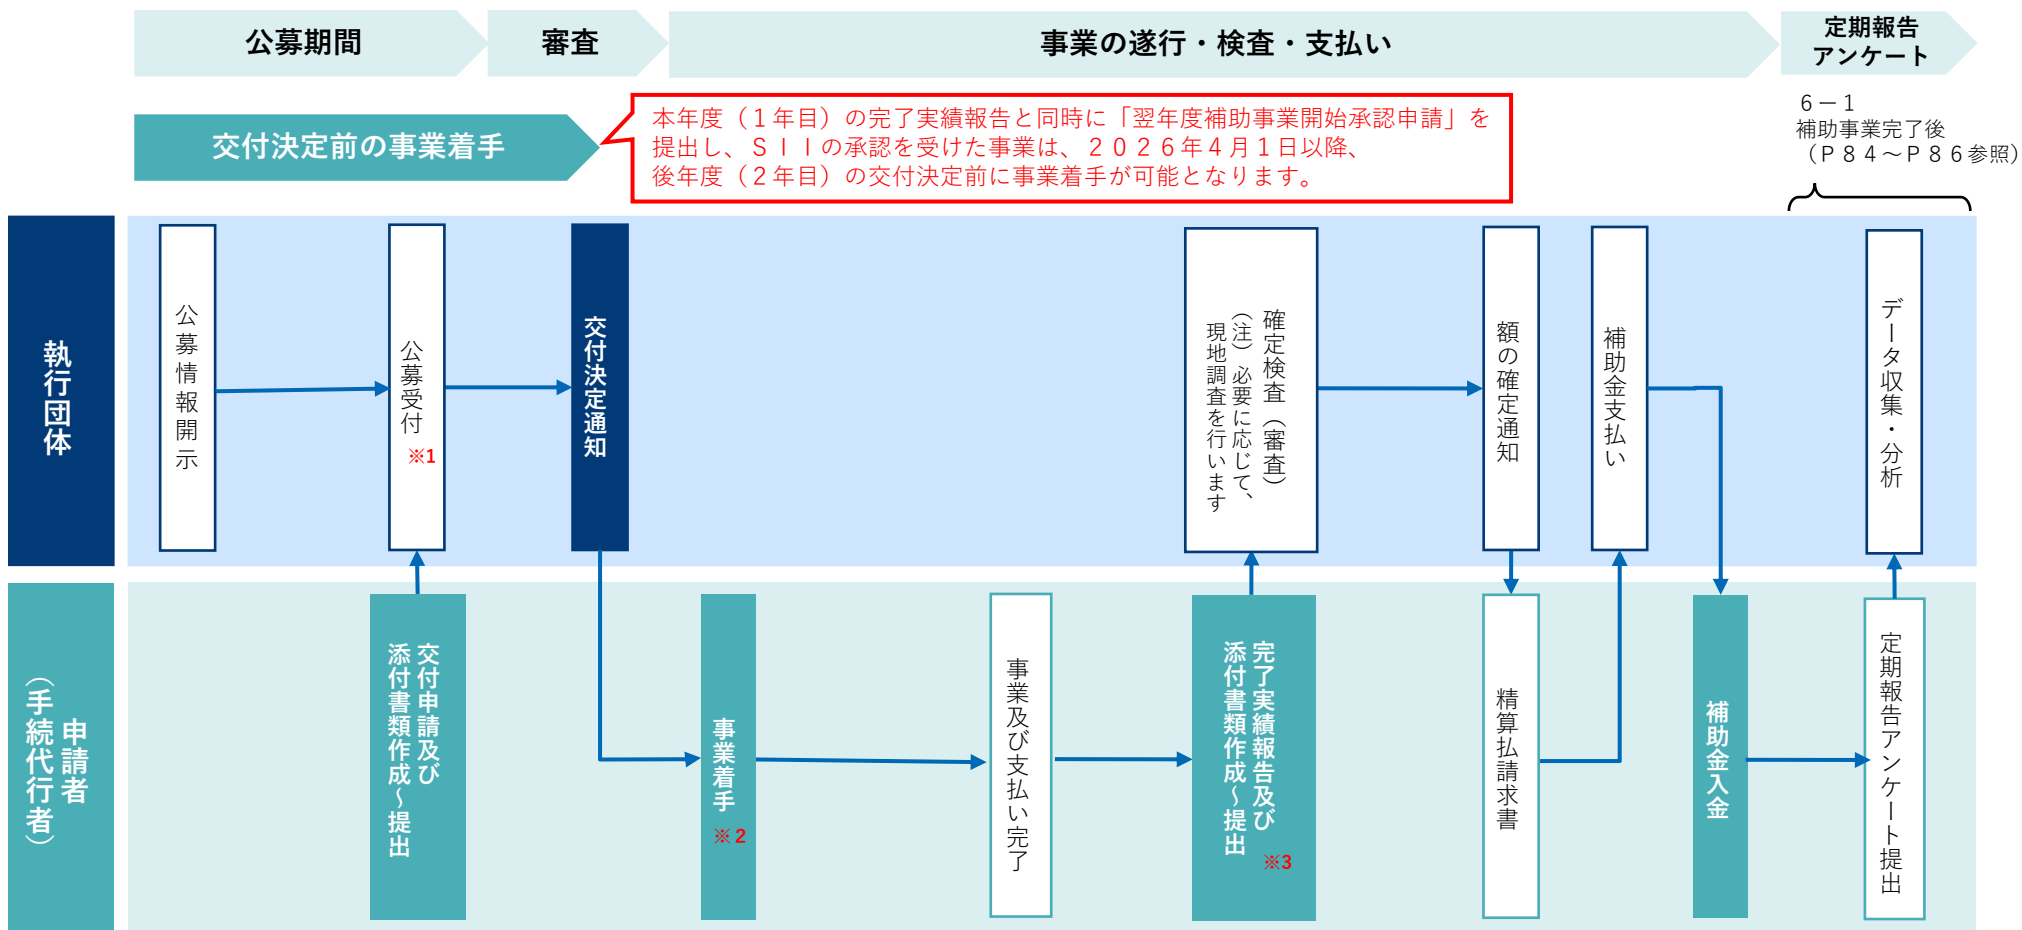 公募期間
審査
事業の遂行・検査・支払い
定期報告
アンケート
交付決定前の事業着手
本年度（１年目）の完了実績報告と同時に「翌年度補助事業開始承認申請」を
提出し、ＳＩＩの承認を受けた事業は、２０２６年４月１日以降、
後年度（２年目）の交付決定前に事業着手が可能となります。
６－１
補助事業完了後
（Ｐ８４～Ｐ８６参照）
執行団体
公募情報開示
公募受付
※1
交付決定通知
確定検査（審査）
（注）必要に応じて、
現地調査を行います
額の確定通知
補助金支払い
データ収集・分析
申請者
（手続代行者）
交付申請及び
添付書類作成～提出
事業着手
※２
事業及び支払い完了
完了実績報告及び
添付書類作成～提出
※3
精算払請求書
補助金入金
定期報告アンケート提出